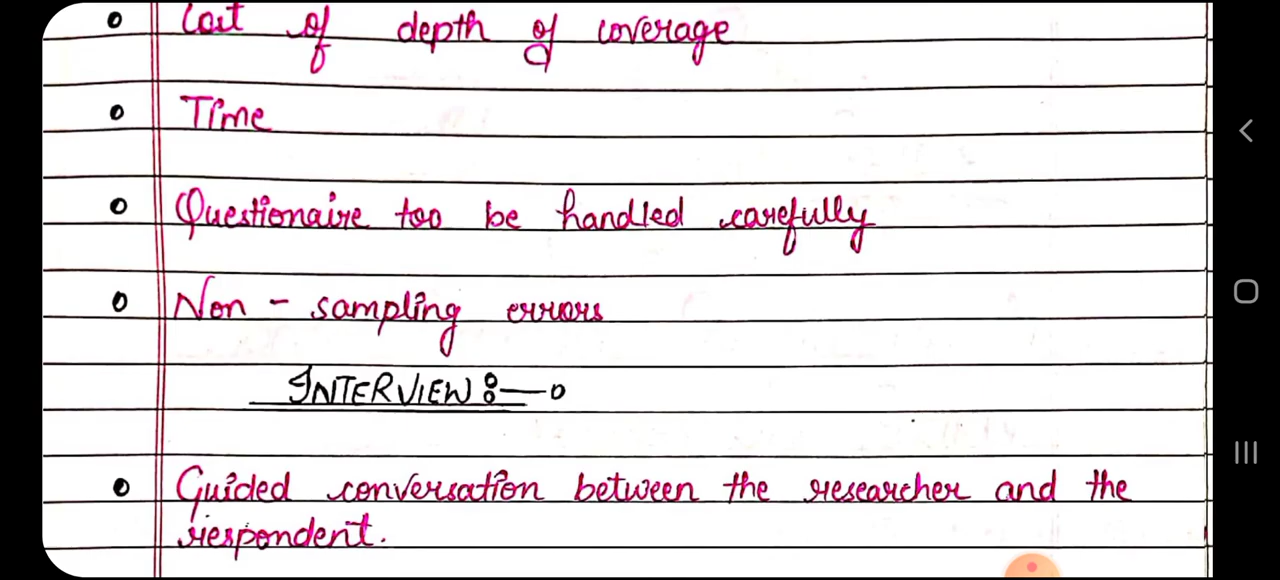 Cost of depth of coverage
Time
Questionaire too be handled carefully
Non - sampling errors
INTERVIEW :-
Guided conversation between the researcher and the
respondent.